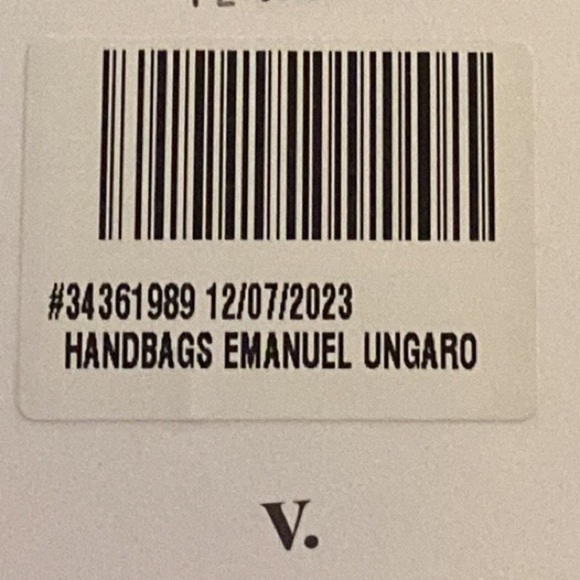 #34361989 12/07/2023
HANDBAGS EMANUEL UNGARO
V.